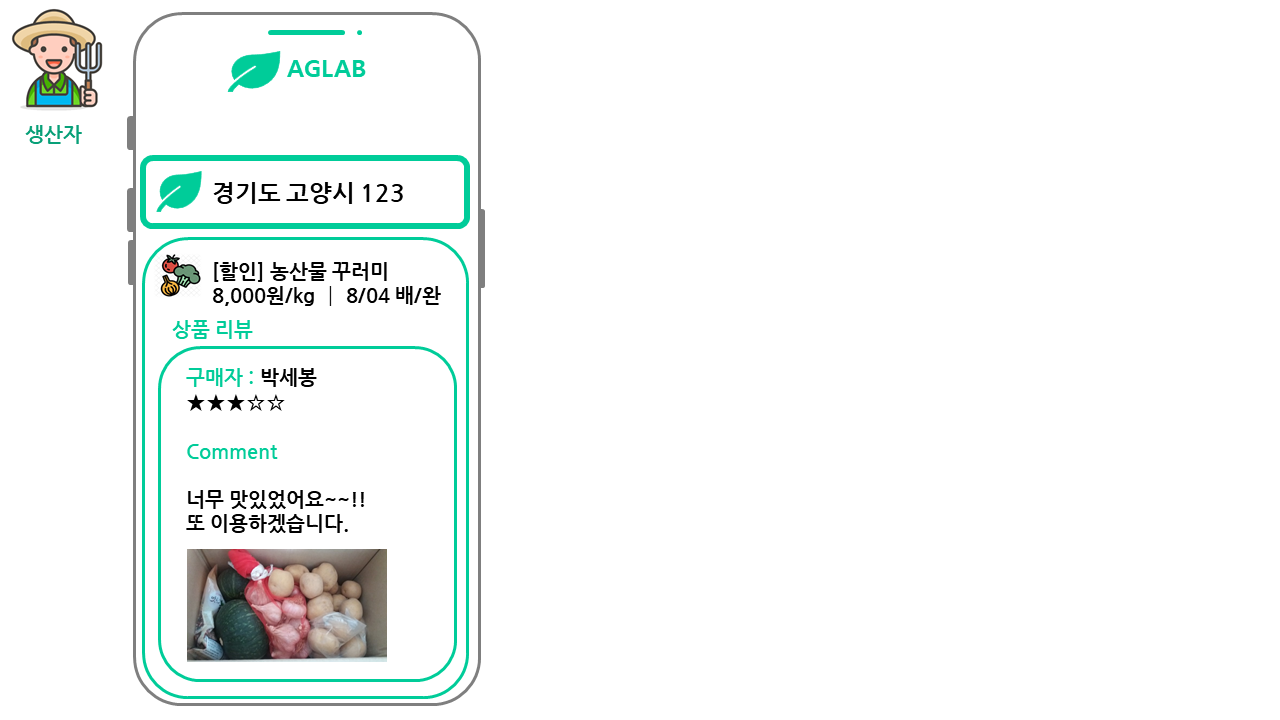 생산자
AGLAB
경기도 고양시 123
[할인] 농산물 꾸러미
8,000원/kg | 8/04 배/완
상품 리뷰
구매자 : 박세봉
★★★☆☆
Comment
너무 맛있었어요~~!!
또 이용하겠습니다.